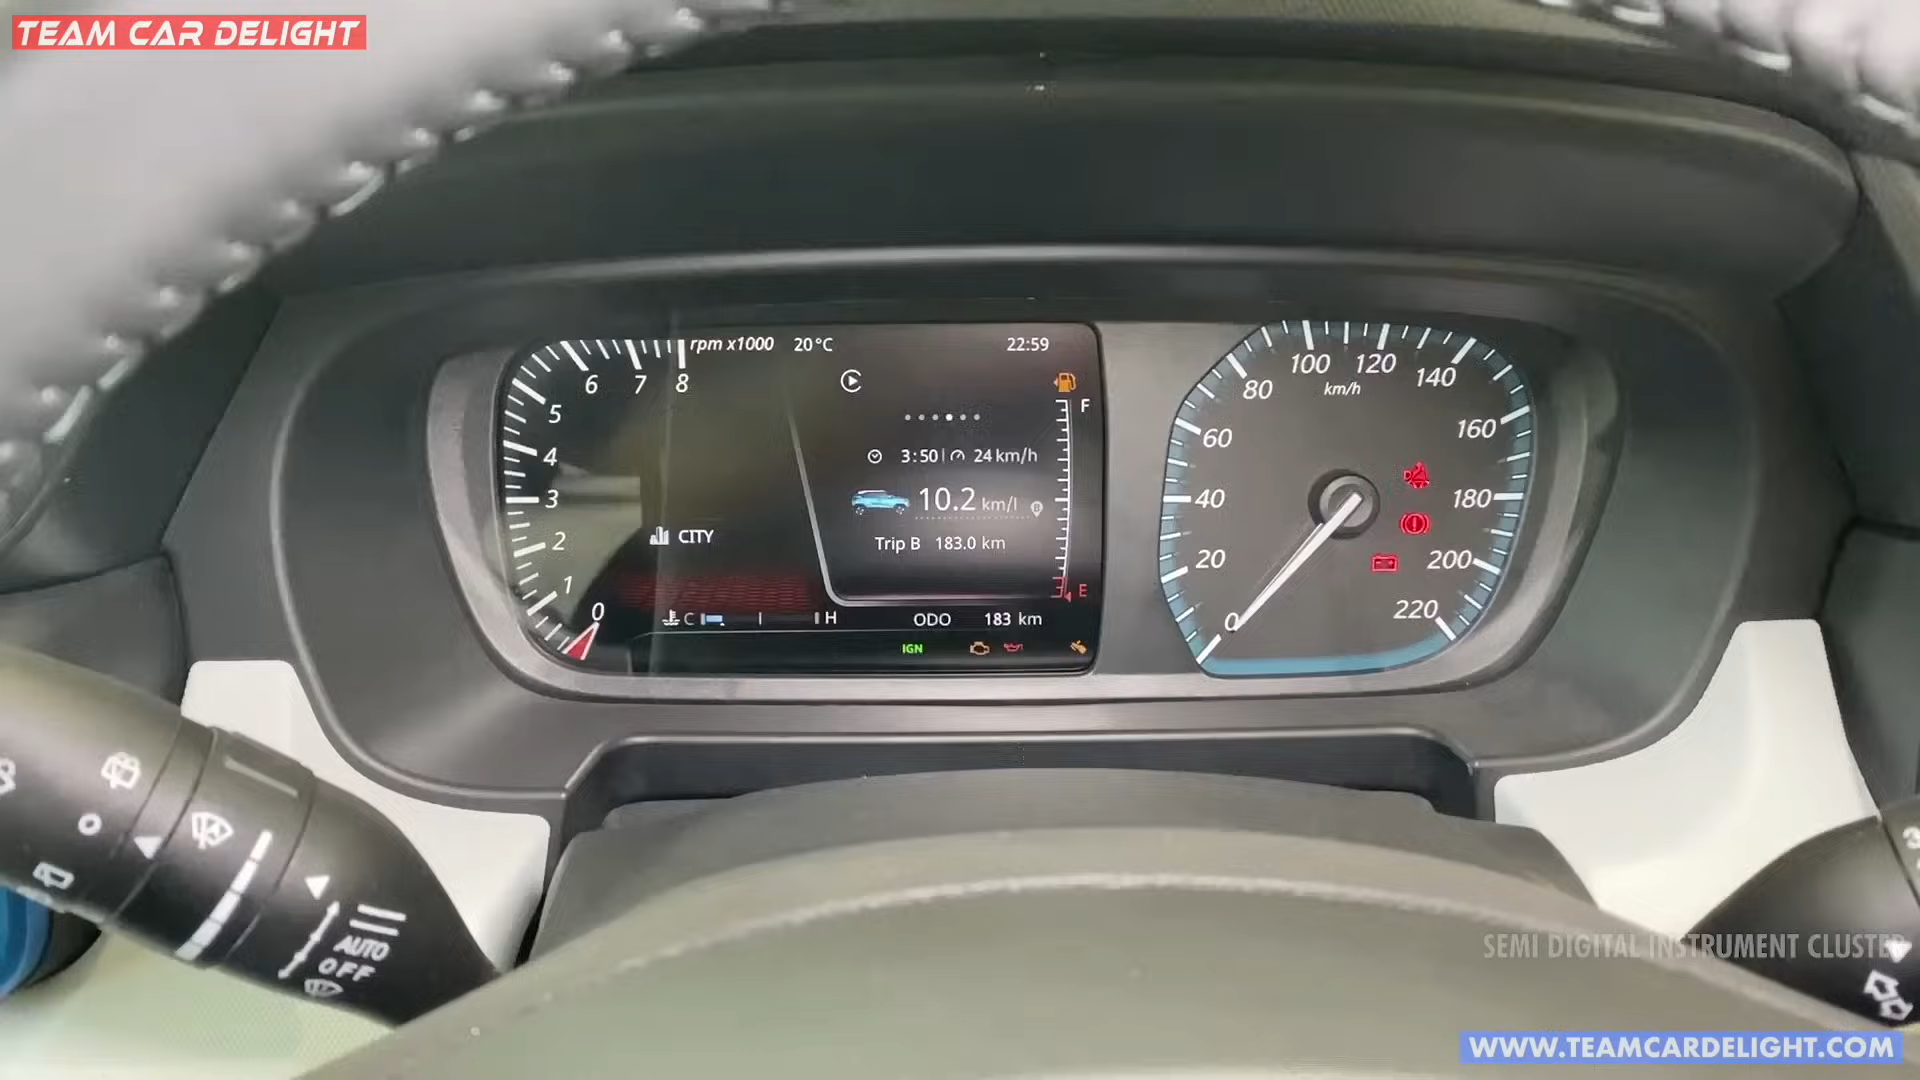 TEAM CAR DELIGHT
rpm x1000 20°C 22:59
6 7 8
5
4
3
2
1
0
F
3:50 24 km/h
10.2 km/l
Trip B 183.0 km
CITY
E
C H ODO 183 km
IGN
100 120
80 km/h 140
60 160
40 180
20 200
0 220
AUTO
OFF
SEMI DIGITAL INSTRUMENT CLUSTER
WWW.TEAMCARDELIGHT.COM